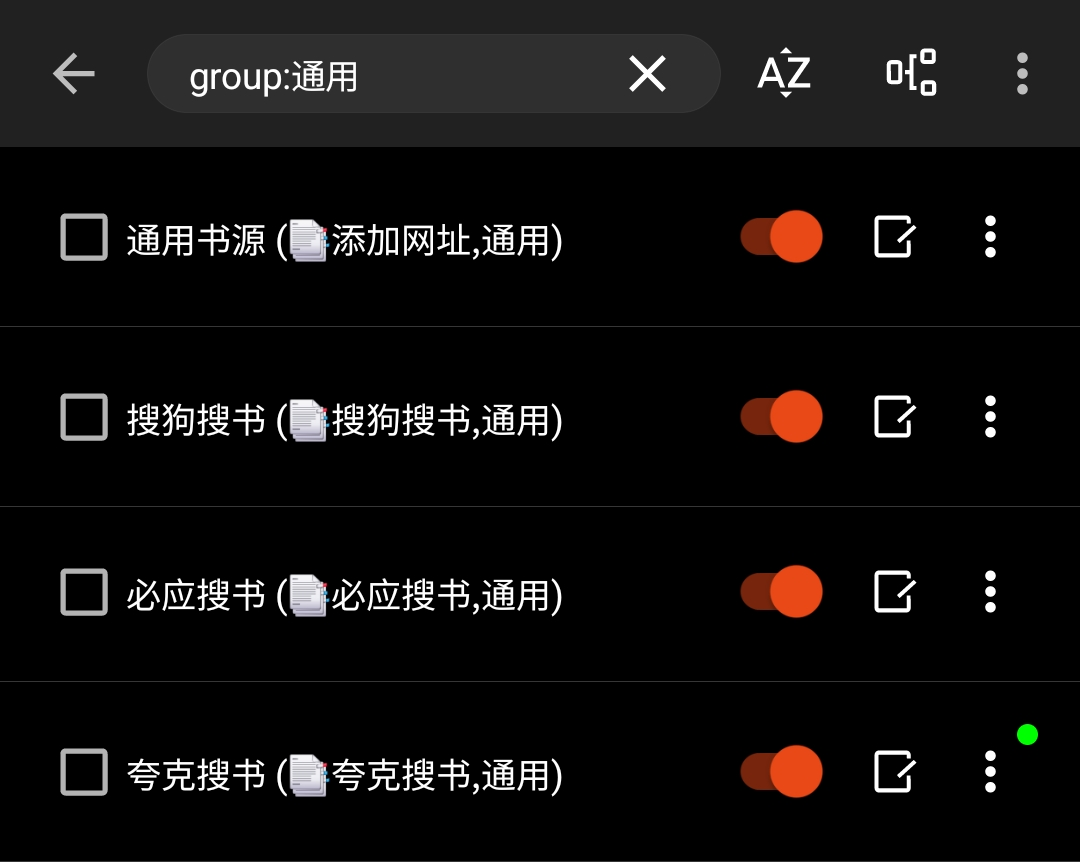 group:通用
AZ
通用书源 (📑添加网址,通用)
搜狗搜书 (📑搜狗搜书,通用)
必应搜书 (📑必应搜书,通用)
夸克搜书 (📑夸克搜书,通用)